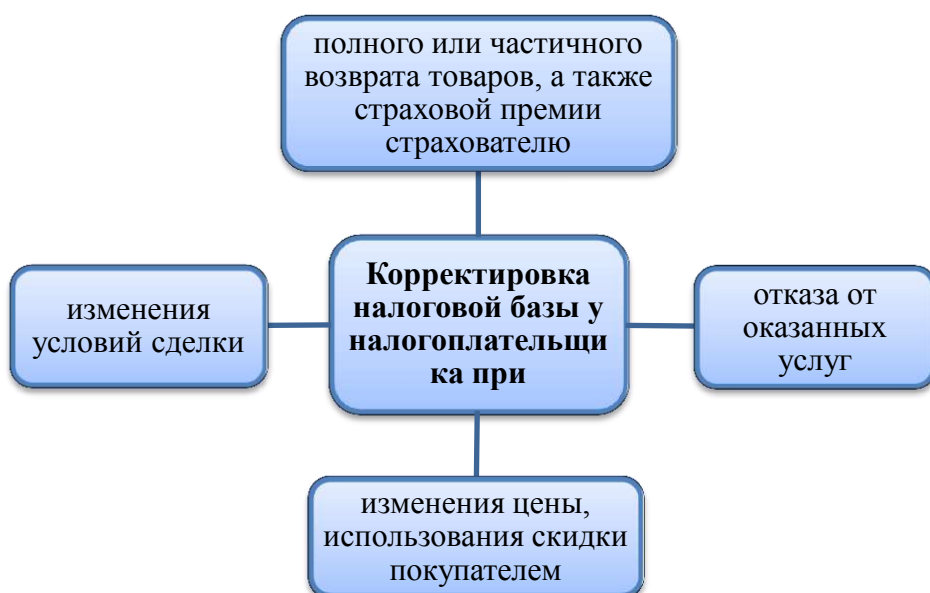 полного или частичного
возврата товаров, а также
страховой премии
страхователю
Корректировка
налоговой базы у
налогоплательщи
ка при
изменения
условий сделки
отказа от
оказанных
услуг
изменения цены,
использования скидки
покупателем